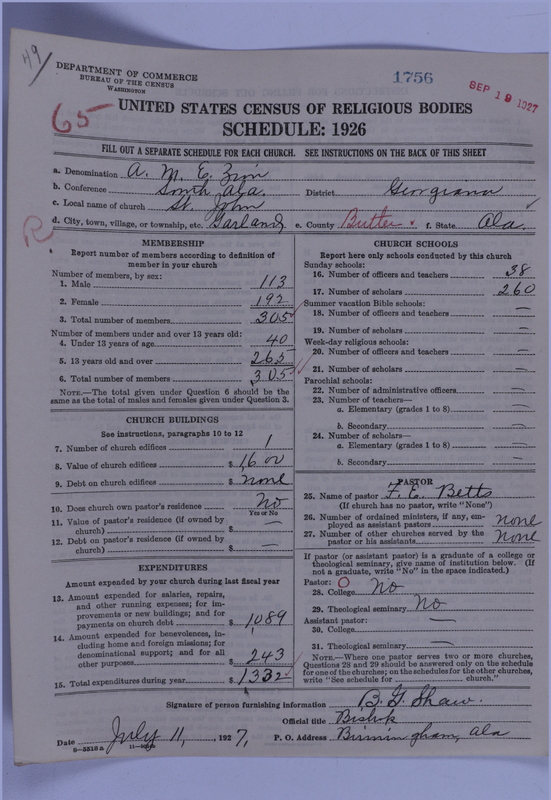 49/
DEPARTMENT OF COMMERCE
BUREAU OF THE CENSUS
WASHINGTON
1756
SEP 19 1927
65
UNITED STATES CENSUS OF RELIGIOUS BODIES
SCHEDULE: 1926
FILL OUT A SEPARATE SCHEDULE FOR EACH CHURCH. SEE INSTRUCTIONS ON THE BACK OF THIS SHEET
a. Denomination A. M. E. Zion
b. Conference South Ala. District Georgiana
c. Local name of church St. John
R
d. City, town, village, or township, etc. Garland e. County Butler f. State Ala.
MEMBERSHIP
Report number of members according to definition of member in your church
Number of members, by sex:
1. Male 113
2. Female 192
3. Total number of members 305
Number of members under and over 13 years old:
4. Under 13 years of age 40
5. 13 years old and over 265
6. Total number of members 305
NOTE.—The total given under Question 6 should be the same as the total of males and females given under Question 3.
CHURCH BUILDINGS
See instructions, paragraphs 10 to 12
7. Number of church edifices 1
8. Value of church edifices $ 1600
9. Debt on church edifices $ none
10. Does church own pastor's residence No
Yes or No
11. Value of pastor's residence (if owned by church) $ —
12. Debt on pastor's residence (if owned by church) $ —
EXPENDITURES
Amount expended by your church during last fiscal year
13. Amount expended for salaries, repairs, and other running expenses; for improvements or new buildings; and for payments on church debt $ 1089
14. Amount expended for benevolences, including home and foreign missions; for denominational support; and for all other purposes $ 243
15. Total expenditures during year $ 1332
CHURCH SCHOOLS
Report here only schools conducted by this church
Sunday schools:
16. Number of officers and teachers 38
17. Number of scholars 260
Summer vacation Bible schools:
18. Number of officers and teachers —
19. Number of scholars —
Week-day religious schools:
20. Number of officers and teachers —
21. Number of scholars —
Parochial schools:
22. Number of administrative officers —
23. Number of teachers—
a. Elementary (grades 1 to 8) —
b. Secondary —
24. Number of scholars—
a. Elementary (grades 1 to 8) —
b. Secondary —
PASTOR
25. Name of pastor F. E. Betts
(If church has no pastor, write "None")
26. Number of ordained ministers, if any, employed as assistant pastors none
27. Number of other churches served by the pastor or his assistants None
If pastor (or assistant pastor) is a graduate of a college or theological seminary, give name of institution below. (If not a graduate, write "No" in the space indicated.)
Pastor:
28. College No
29. Theological seminary No
Assistant pastor: —
30. College
31. Theological seminary —
NOTE.—Where one pastor serves two or more churches, Questions 28 and 29 should be answered only on the schedule for one of the churches; on the schedules for the other churches, write "See schedule for church."
Signature of person furnishing information B. G. Shaw.
Official title Bishop
Date July 11, 1927, P. O. Address Birmingham, Ala